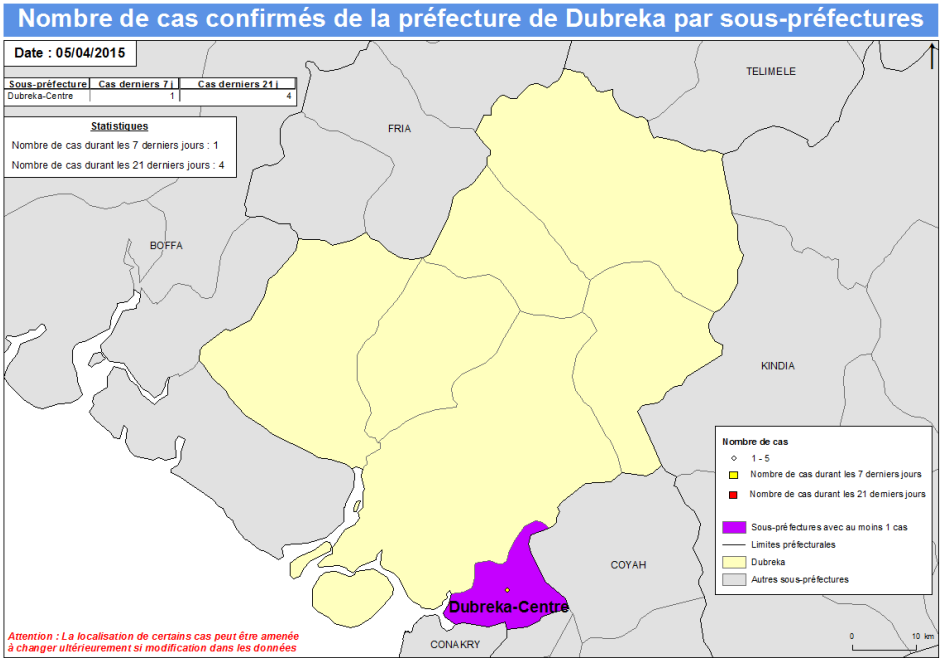 Nombre de cas confirmés de la préfecture de Dubreka par sous-préfectures
Date : 05/04/2015
Sous-préfecture Cas derniers 7 j Cas derniers 21 j
Dubreka-Centre 1 4
Statistiques
Nombre de cas durant les 7 derniers jours : 1
Nombre de cas durant les 21 derniers jours : 4
TELIMELE
FRIA
BOFFA
KINDIA
COYAH
Dubreka-Centre
CONAKRY
Nombre de cas
1 - 5
Nombre de cas durant les 7 derniers jours
Nombre de cas durant les 21 derniers jours
Sous-préfectures avec au moins 1 cas
Limites préfecturales
Dubreka
Autres sous-préfectures
Attention : La localisation de certains cas peut être amenée
à changer ultérieurement si modification dans les données
0 10 km